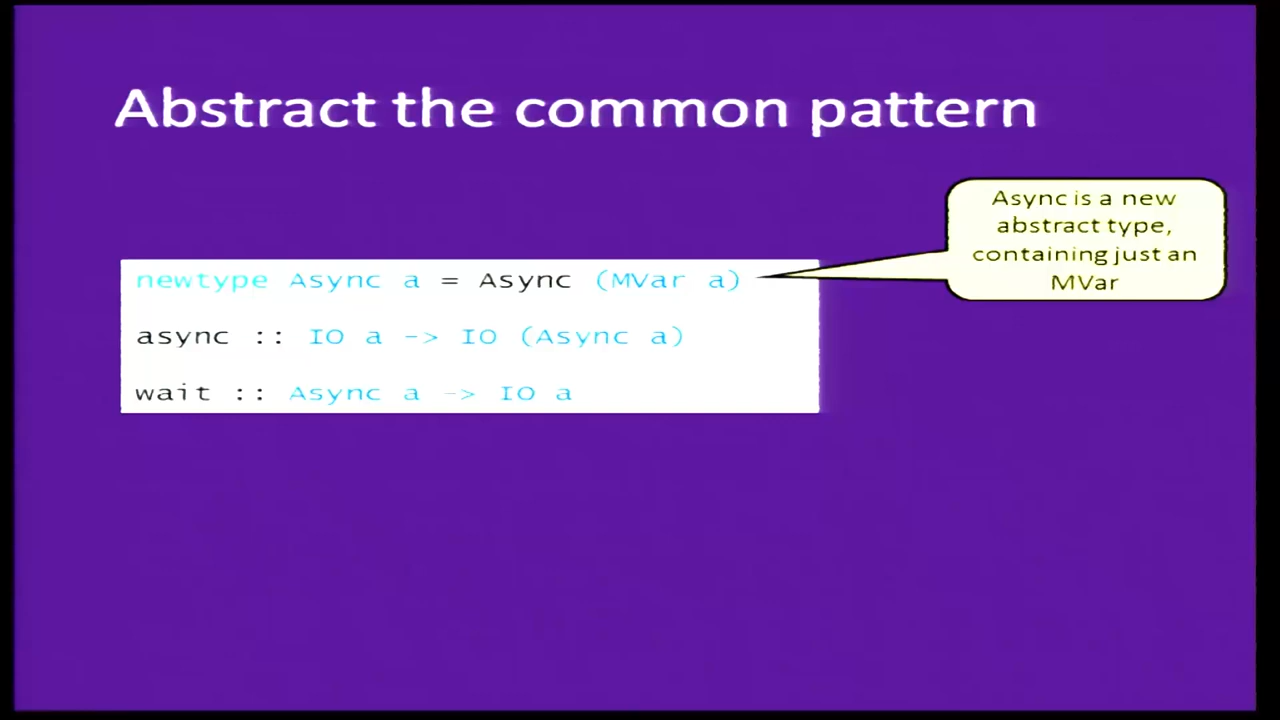 Abstract the common pattern
Async is a new
abstract type,
containing just an
MVar
newtype Async a = Async (MVar a)
async :: IO a -> IO (Async a)
wait :: Async a -> IO a